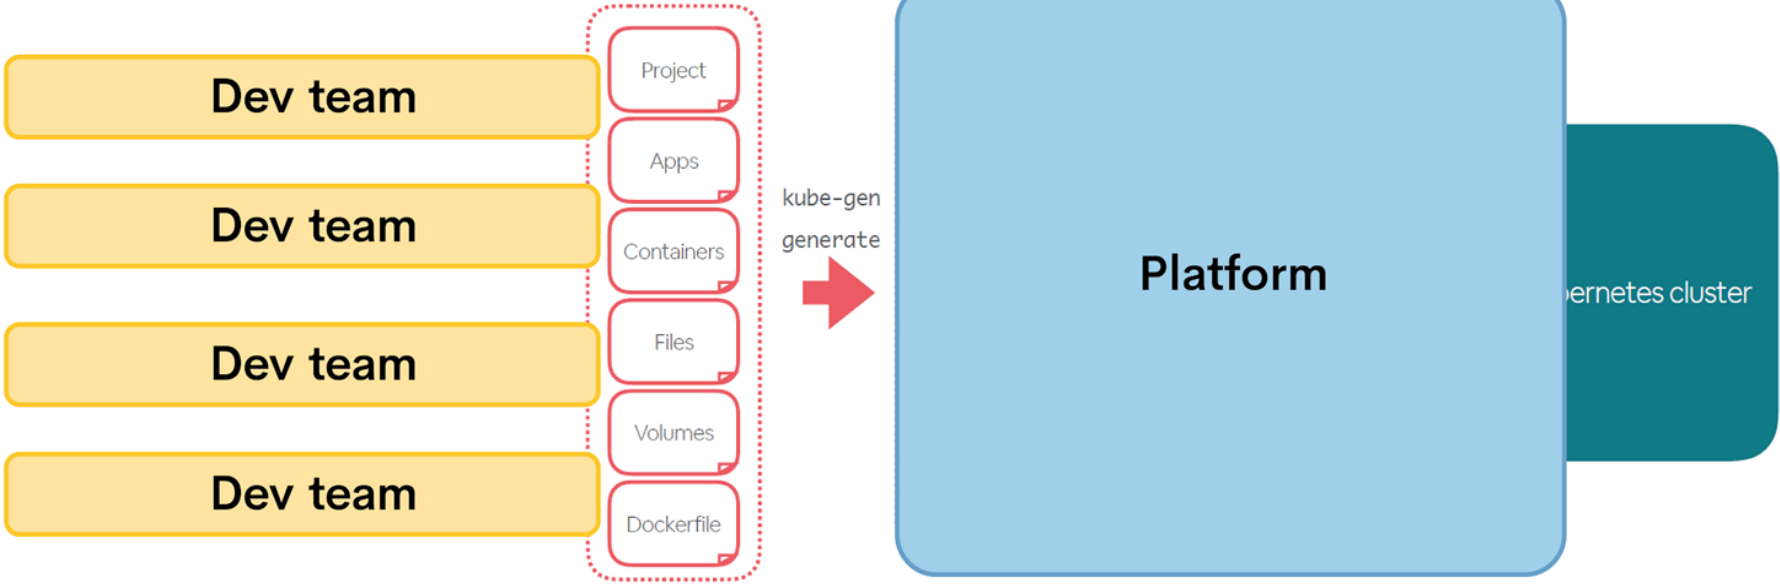 Dev team
Dev team
Dev team
Dev team
Project
Apps
Containers
Files
Volumes
Dockerfile
kube-gen
generate
Platform
ernetes cluster